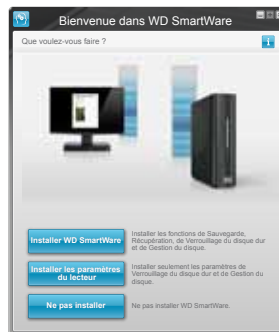 Bienvenue dans WD SmartWare
Que voulez-vous faire ?
Installer WD SmartWare
Installer les fonctions de Sauvegarde,
Récupération, de Verrouillage du disque dur
et de Gestion du disque.
Installer les paramètres
du lecteur
Installer seulement les paramètres de
Verrouillage du disque dur et de Gestion du
disque.
Ne pas installer
Ne pas installer WD SmartWare.